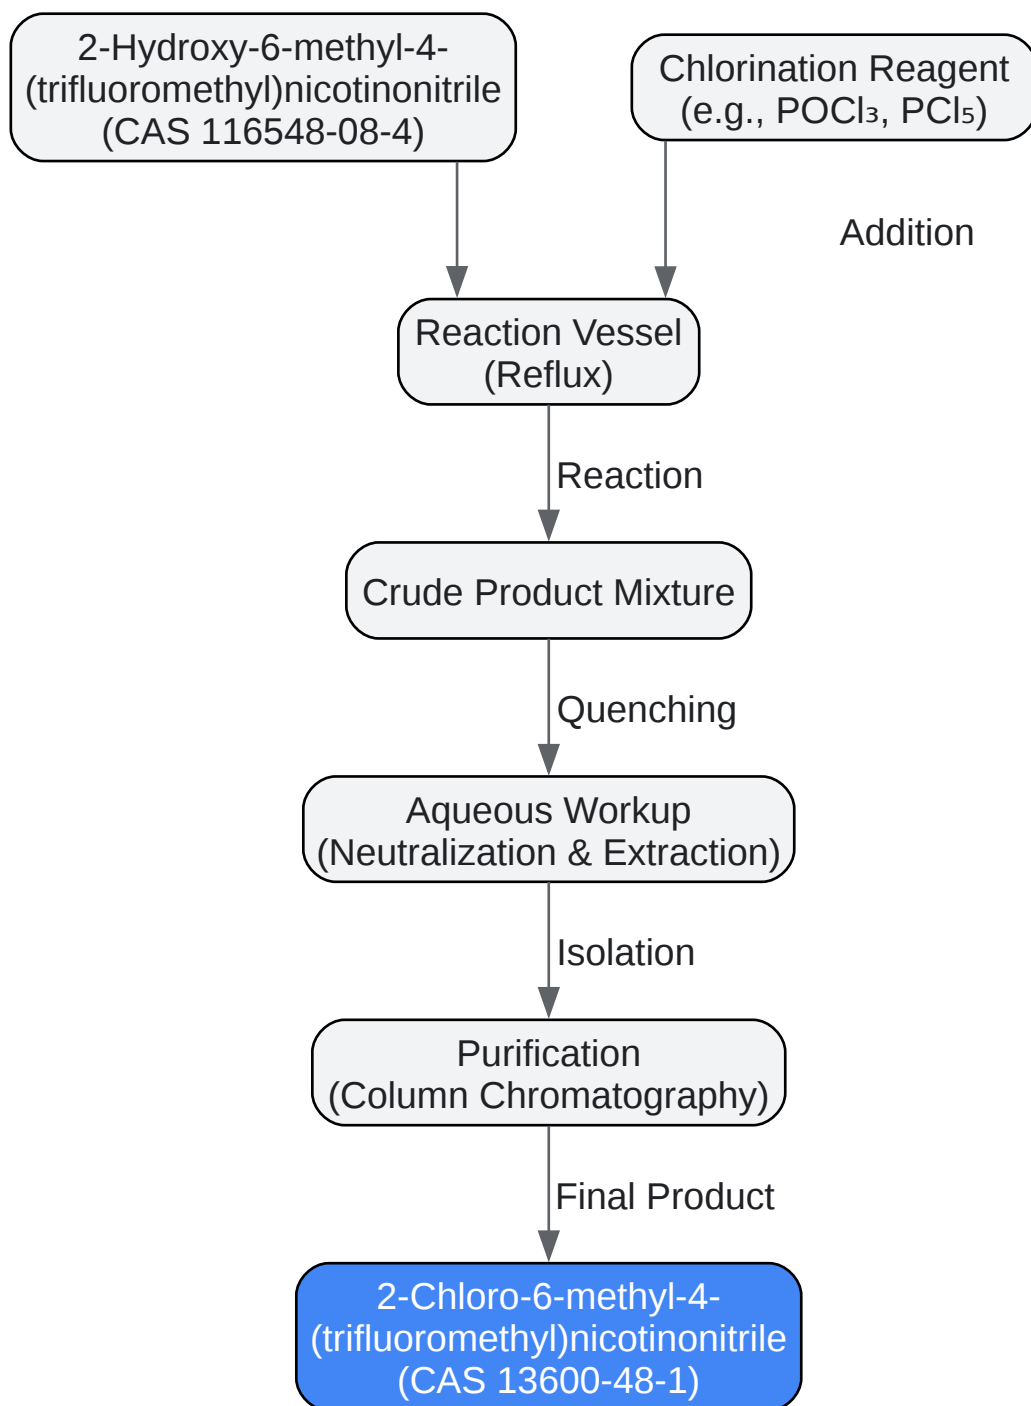 2-Hydroxy-6-methyl-4-
(trifluoromethyl)nicotinonitrile
(CAS 116548-08-4)
Chlorination Reagent
(e.g., POCl₃, PCl₅)
Addition
Reaction Vessel
(Reflux)
Reaction
Crude Product Mixture
Quenching
Aqueous Workup
(Neutralization & Extraction)
Isolation
Purification
(Column Chromatography)
Final Product
2-Chloro-6-methyl-4-
(trifluoromethyl)nicotinonitrile
(CAS 13600-48-1)